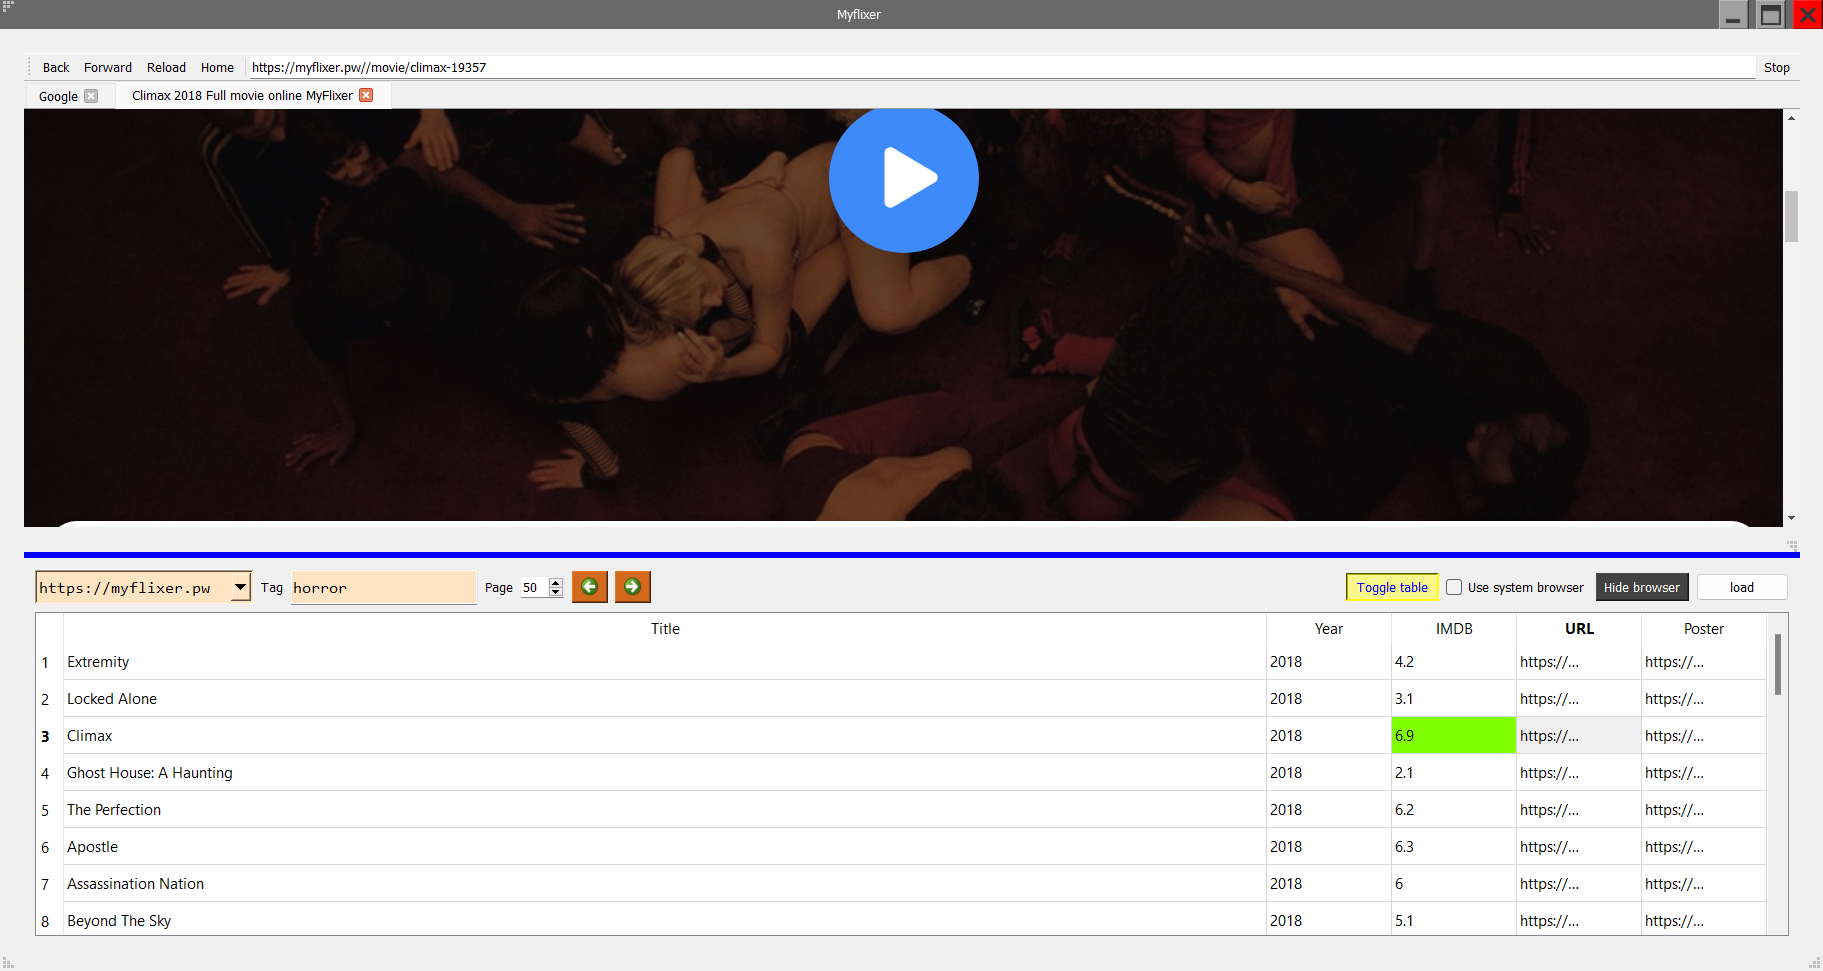 Myflixer
Back Forward Reload Home https://myflixer.pw//movie/climax-19357 Stop
Google Climax 2018 Full movie online MyFlixer
https://myflixer.pw Tag horror Page 50 Toggle table Use system browser Hide browser load
Title Year IMDB URL Poster
1 Extremity 2018 4.2 https://... https://...
2 Locked Alone 2018 3.1 https://... https://...
3 Climax 2018 6.9 https://... https://...
4 Ghost House: A Haunting 2018 2.1 https://... https://...
5 The Perfection 2018 6.2 https://... https://...
6 Apostle 2018 6.3 https://... https://...
7 Assassination Nation 2018 6 https://... https://...
8 Beyond The Sky 2018 5.1 https://... https://...